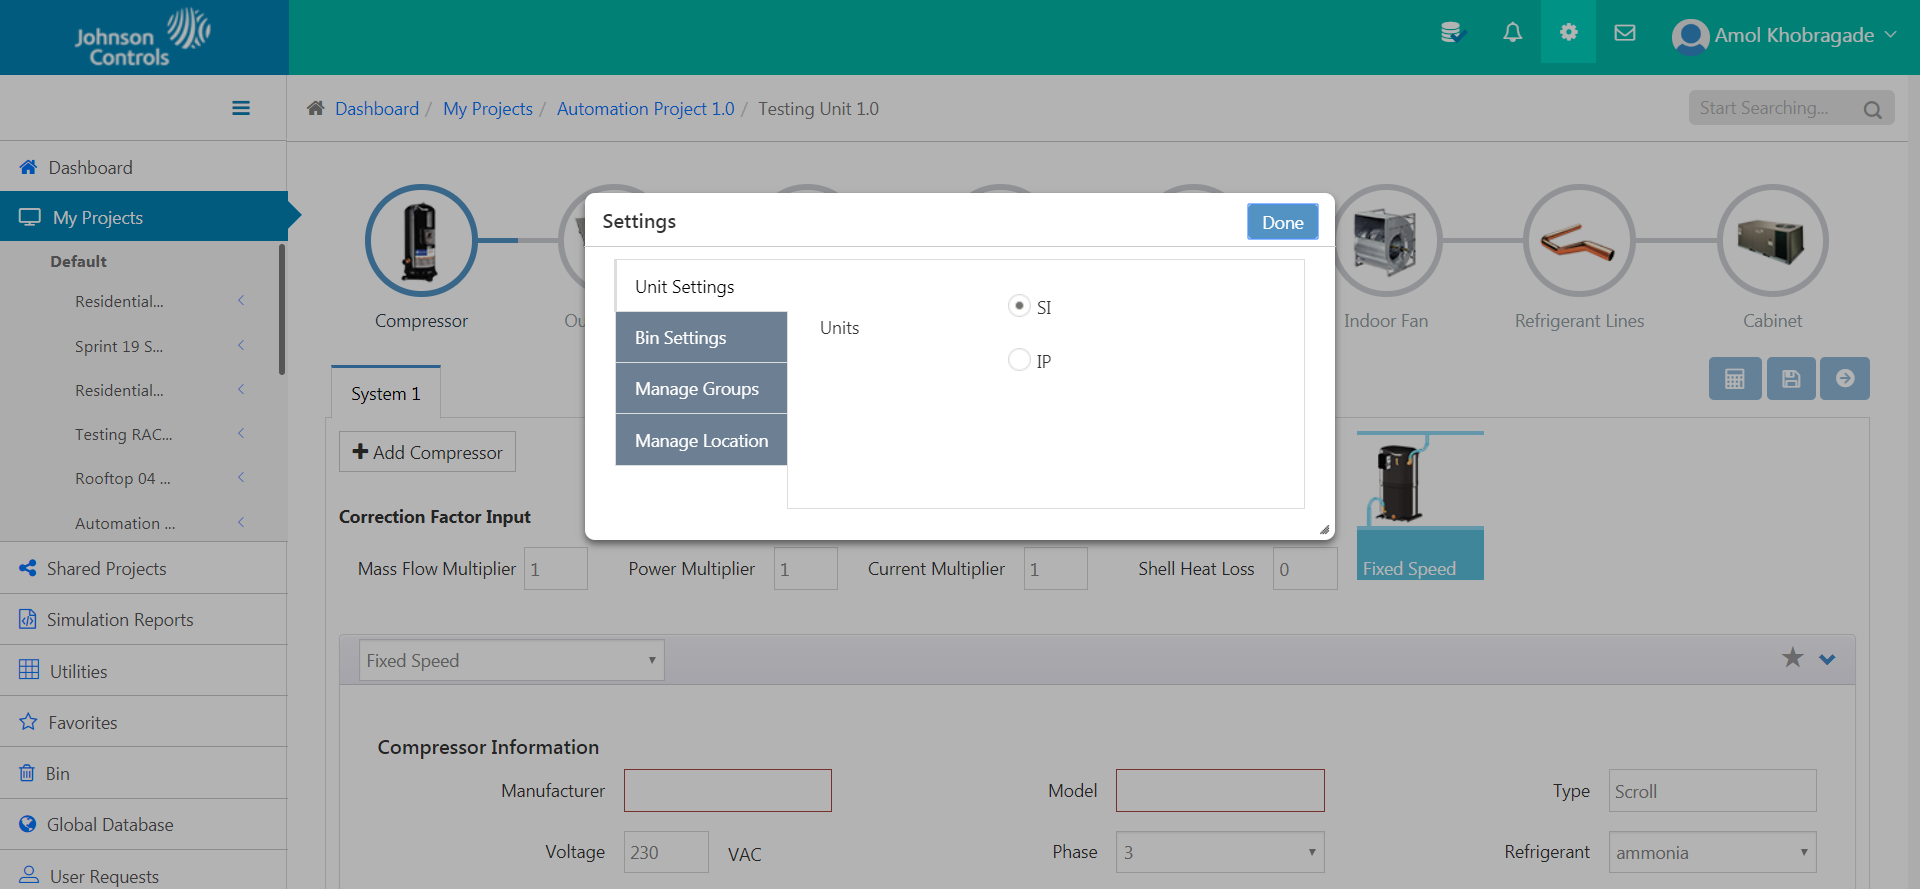 Johnson
Controls
Amol Khobragade
Dashboard / My Projects / Automation Project 1.0 / Testing Unit 1.0
Start Searching...
Dashboard
My Projects
Default
Residential...
Sprint 19 S...
Residential...
Testing RAC...
Rooftop 04 ...
Automation ...
Shared Projects
Simulation Reports
Utilities
Favorites
Bin
Global Database
User Requests
Compressor
Ou
Indoor Fan
Refrigerant Lines
Cabinet
Settings
Done
Unit Settings
Bin Settings
Manage Groups
Manage Location
Units
SI
IP
System 1
Add Compressor
Correction Factor Input
Mass Flow Multiplier 1
Power Multiplier 1
Current Multiplier 1
Shell Heat Loss 0
Fixed Speed
Fixed Speed
Compressor Information
Manufacturer
Model
Type Scroll
Voltage 230 VAC
Phase 3
Refrigerant ammonia